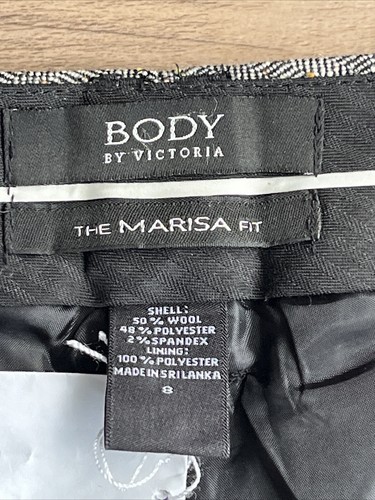 BODY
BY VICTORIA
THE MARISA FIT
SHELL:
50% WOOL
48% POLYESTER
2% SPANDEX
LINING:
100% POLYESTER
MADE IN SRI LANKA
8